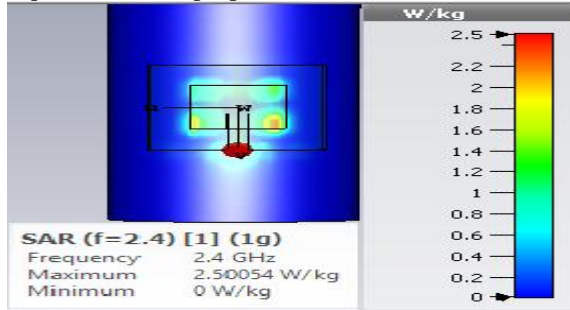 W/kg
2.5
2.2
2
1.8
1.6
1.4
1.2
1
0.8
0.6
0.4
0.2
0
SAR (f=2.4) [1] (1g)
Frequency 2.4 GHz
Maximum 2.50054 W/kg
Minimum 0 W/kg